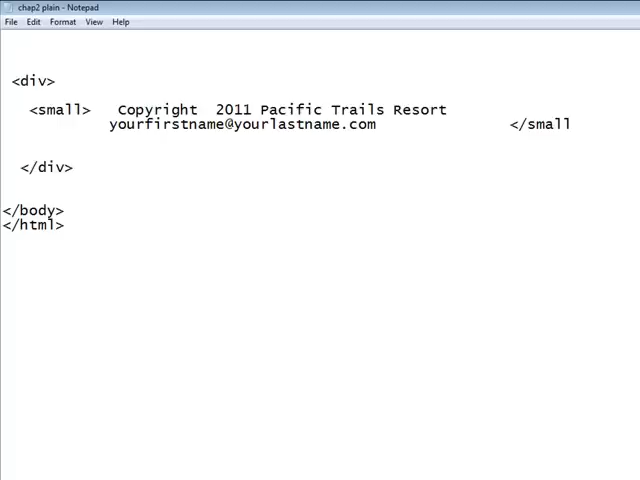 chap2 plain - Notepad
File Edit Format View Help
<div>
<small> Copyright 2011 Pacific Trails Resort
yourfirstname@yourlastname.com </small
</div>
</body>
</html>